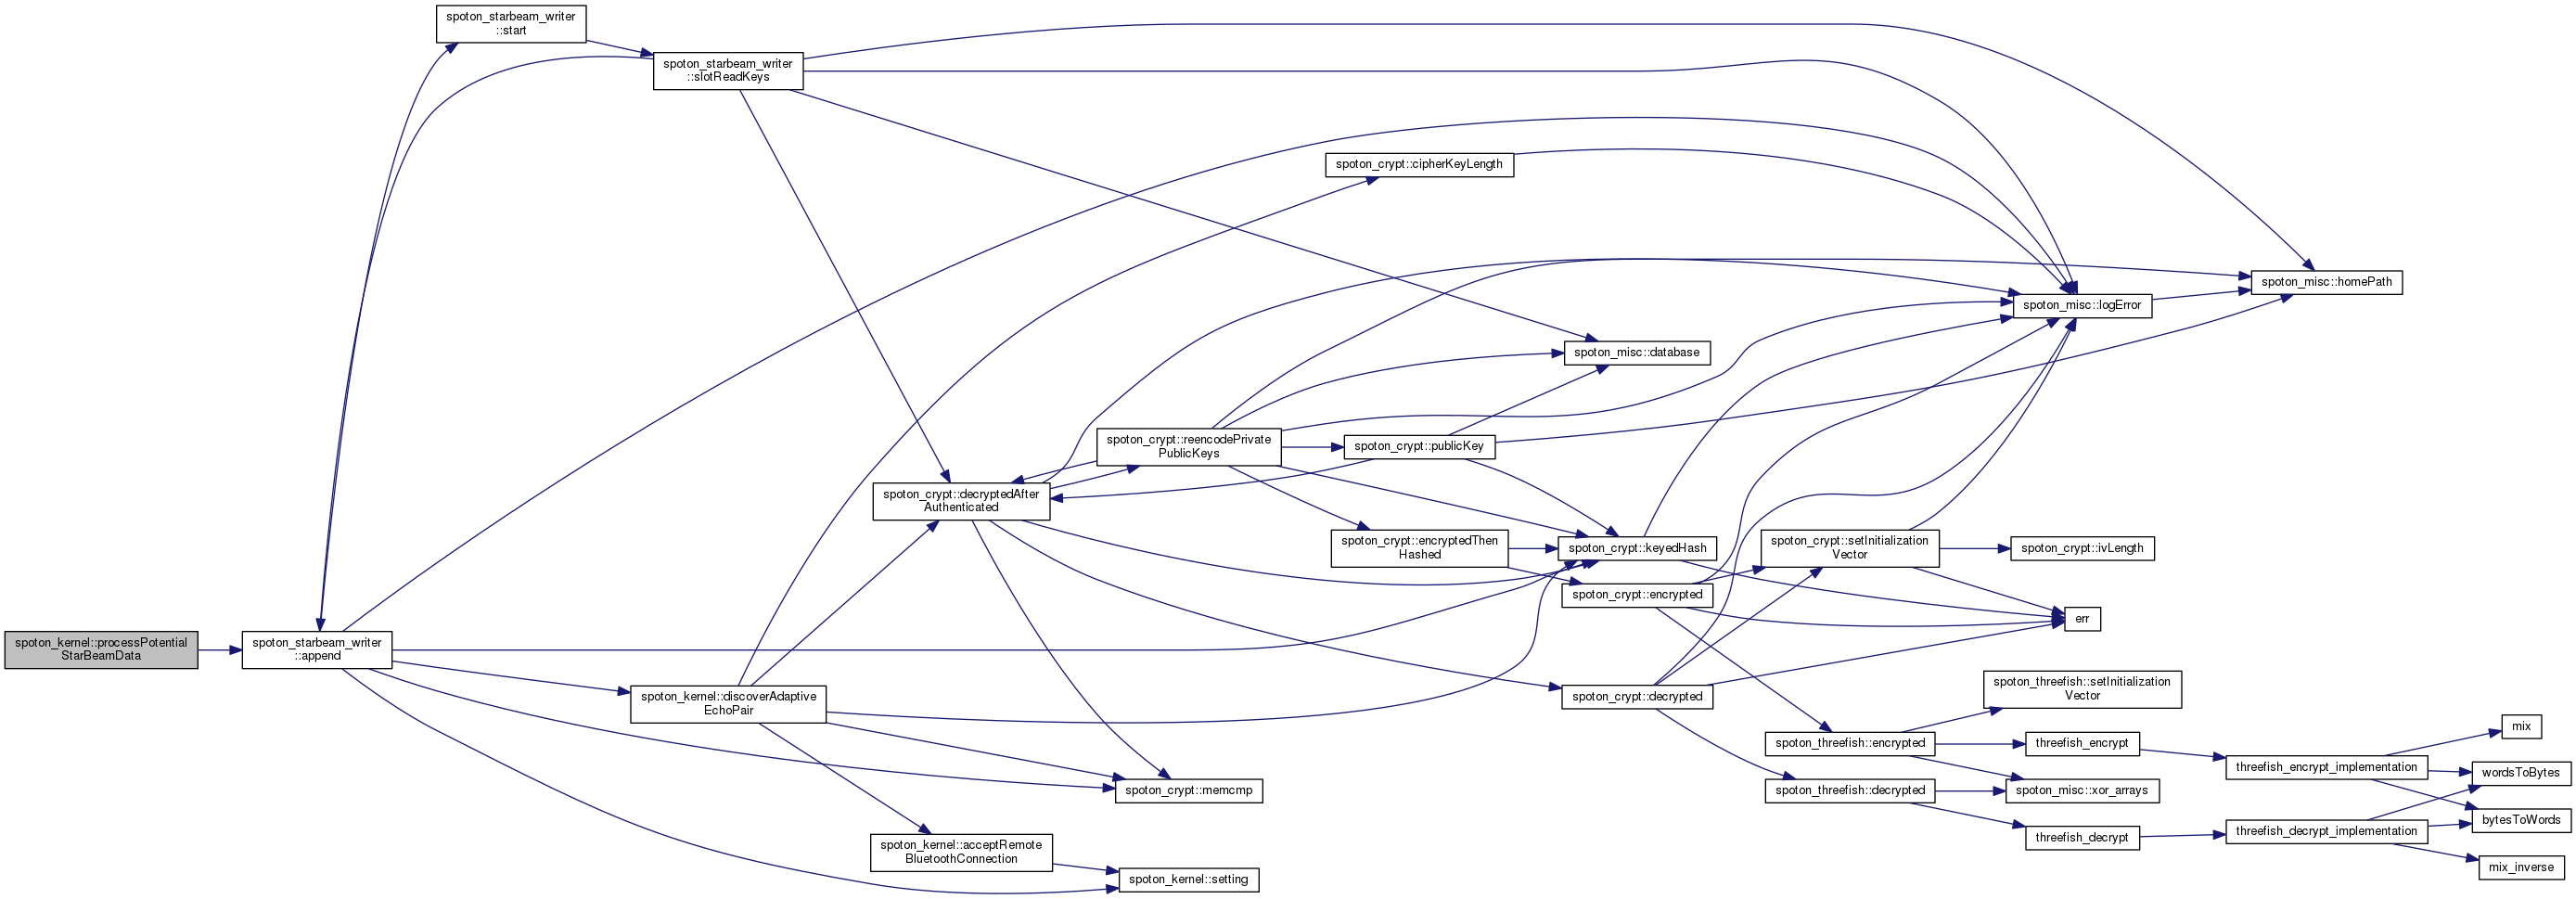 spoton_kernel::processPotential
StarBeamData
spoton_starbeam_writer
::append
spoton_starbeam_writer
::start
spoton_starbeam_writer
::slotReadKeys
spoton_kernel::discoverAdaptive
EchoPair
spoton_crypt::decryptedAfter
Authenticated
spoton_kernel::acceptRemote
BluetoothConnection
spoton_crypt::reencodePrivate
PublicKeys
spoton_crypt::memcmp
spoton_kernel::setting
spoton_crypt::cipherKeyLength
spoton_crypt::publicKey
spoton_crypt::encryptedThen
Hashed
spoton_misc::database
spoton_crypt::keyedHash
spoton_crypt::encrypted
spoton_crypt::decrypted
spoton_crypt::setInitialization
Vector
spoton_threefish::encrypted
spoton_threefish::decrypted
spoton_misc::logError
spoton_crypt::ivLength
err
spoton_threefish::setInitialization
Vector
threefish_encrypt
spoton_misc::xor_arrays
threefish_decrypt
spoton_misc::homePath
threefish_encrypt_implementation
threefish_decrypt_implementation
mix
wordsToBytes
bytesToWords
mix_inverse